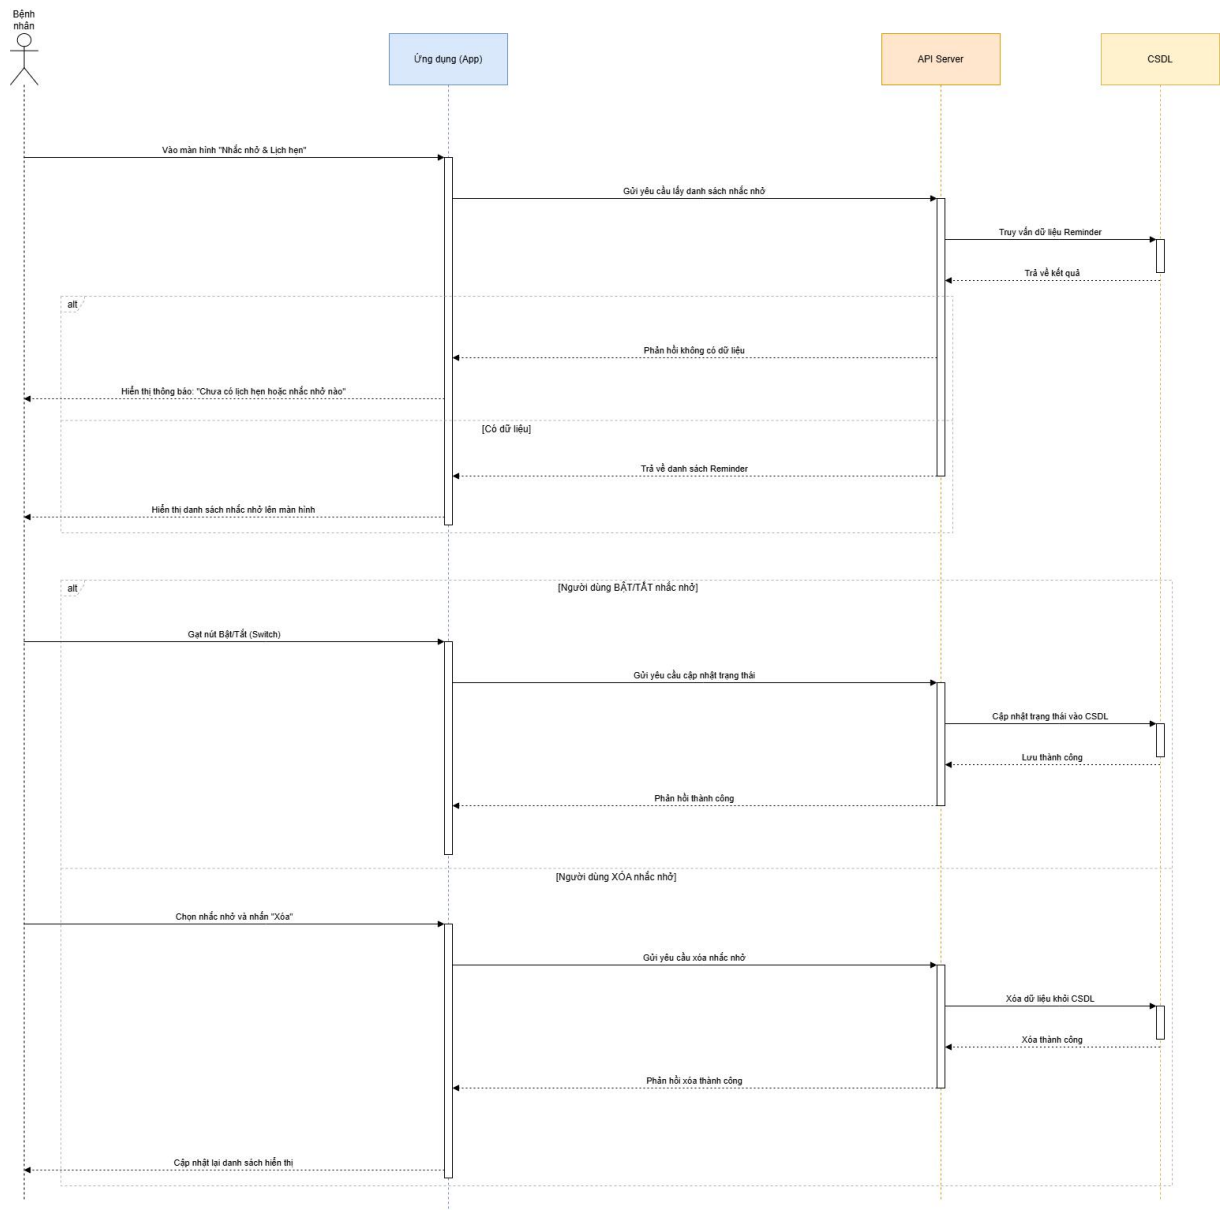 Bệnh
nhân
Ứng dụng (App)
API Server
CSDL
Vào màn hình "Nhắc nhở & Lịch hẹn"
Gửi yêu cầu lấy danh sách nhắc nhở
Truy vấn dữ liệu Reminder
Trả về kết quả
alt
Phản hồi không có dữ liệu
Hiển thị thông báo: "Chưa có lịch hẹn hoặc nhắc nhở nào"
[Có dữ liệu]
Trả về danh sách Reminder
Hiển thị danh sách nhắc nhở lên màn hình
alt
[Người dùng BẬT/TẮT nhắc nhở]
Gạt nút Bật/Tắt (Switch)
Gửi yêu cầu cập nhật trạng thái
Cập nhật trạng thái vào CSDL
Lưu thành công
Phản hồi thành công
[Người dùng XÓA nhắc nhở]
Chọn nhắc nhở và nhấn "Xóa"
Gửi yêu cầu xóa nhắc nhở
Xóa dữ liệu khỏi CSDL
Xóa thành công
Phản hồi xóa thành công
Cập nhật lại danh sách hiển thị